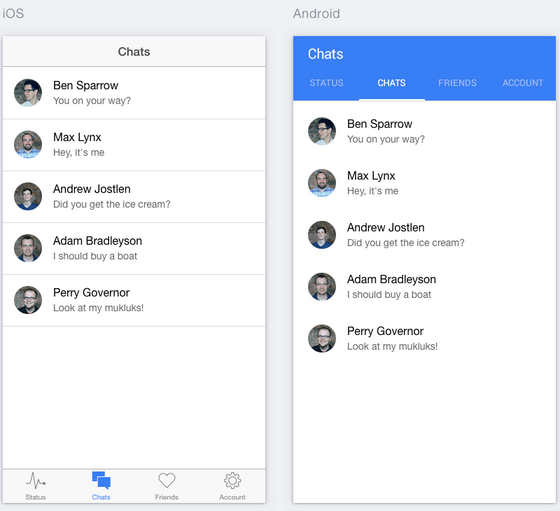 iOS
Chats
Ben Sparrow
You on your way?
Max Lynx
Hey, it's me
Andrew Jostlen
Did you get the ice cream?
Adam Bradleyson
I should buy a boat
Perry Governor
Look at my mukluks!
Status Chats Friends Account
Android
Chats
STATUS CHATS FRIENDS ACCOUNT
Ben Sparrow
You on your way?
Max Lynx
Hey, it's me
Andrew Jostlen
Did you get the ice cream?
Adam Bradleyson
I should buy a boat
Perry Governor
Look at my mukluks!